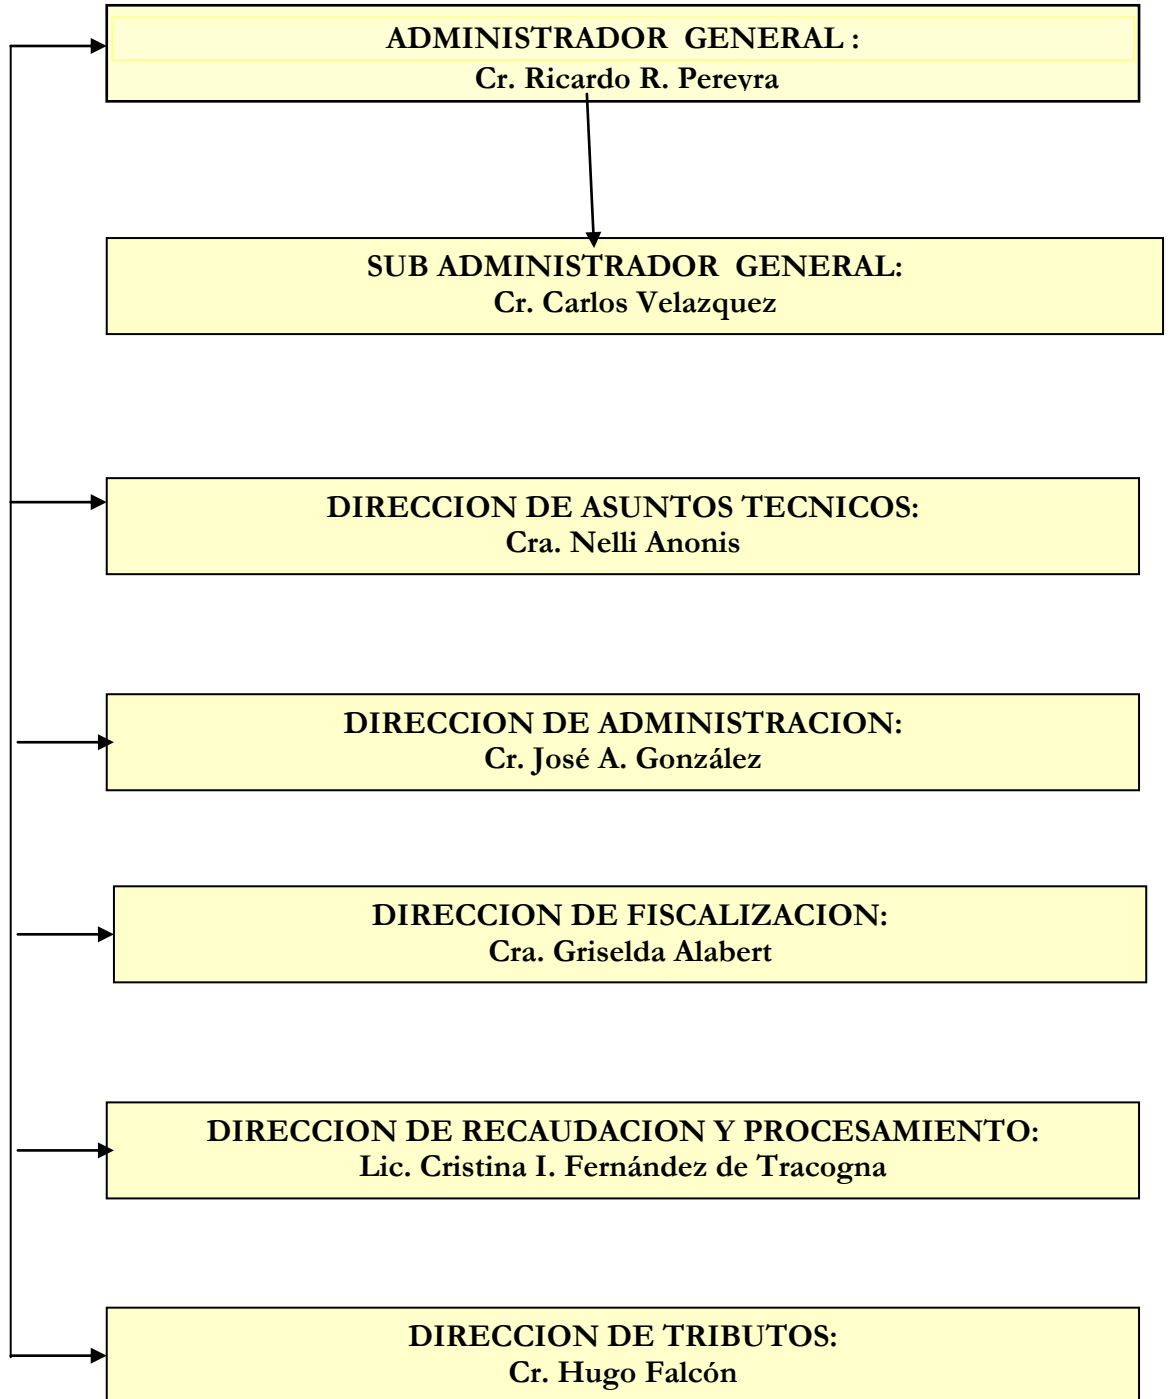 ADMINISTRADOR GENERAL :
Cr. Ricardo R. Pereyra
SUB ADMINISTRADOR GENERAL:
Cr. Carlos Velazquez
DIRECCION DE ASUNTOS TECNICOS:
Cra. Nelli Anonis
DIRECCION DE ADMINISTRACION:
Cr. José A. González
DIRECCION DE FISCALIZACION:
Cra. Griselda Alabert
DIRECCION DE RECAUDACION Y PROCESAMIENTO:
Lic. Cristina I. Fernández de Tracogna
DIRECCION DE TRIBUTOS:
Cr. Hugo Falcón